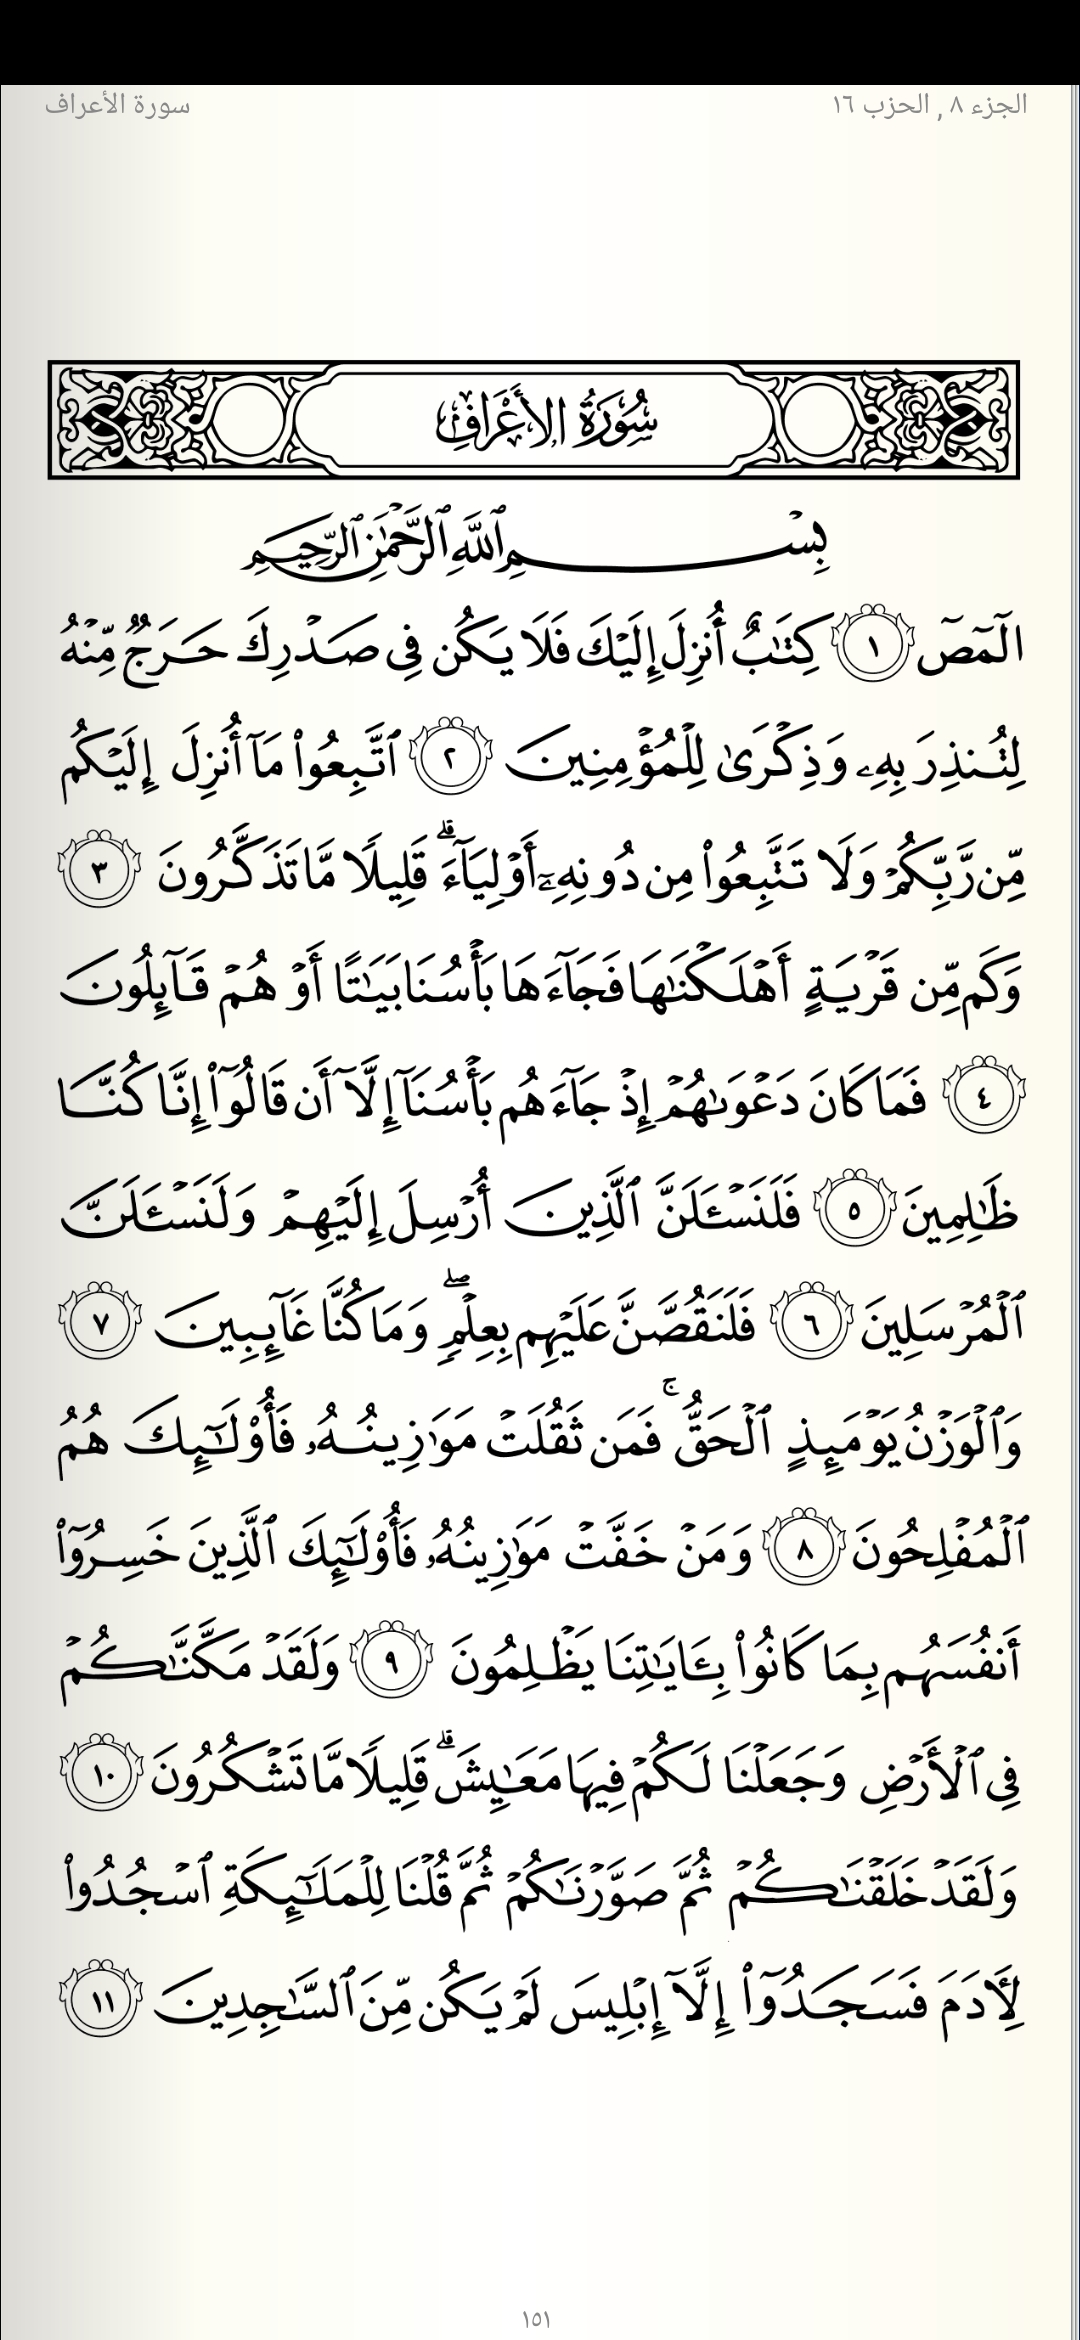 الجزء ٨ , الحزب ١٦
سورة الأعراف
سُورَةُ الأَعْرَافِ
بِسۡمِ ٱللَّهِ ٱلرَّحۡمَٰنِ ٱلرَّحِيمِ
الٓمٓصٓ ١ كِتَٰبٌ أُنزِلَ إِلَيۡكَ فَلَا يَكُن فِي صَدۡرِكَ حَرَجٞ مِّنۡهُ
لِتُنذِرَ بِهِۦ وَذِكۡرَىٰ لِلۡمُؤۡمِنِينَ ٢ ٱتَّبِعُواْ مَآ أُنزِلَ إِلَيۡكُم
مِّن رَّبِّكُمۡ وَلَا تَتَّبِعُواْ مِن دُونِهِۦٓ أَوۡلِيَآءَۗ قَلِيلٗا مَّا تَذَكَّرُونَ ٣
وَكَم مِّن قَرۡيَةٍ أَهۡلَكۡنَٰهَا فَجَآءَهَا بَأۡسُنَا بَيَٰتًا أَوۡ هُمۡ قَآئِلُونَ
٤ فَمَا كَانَ دَعۡوَىٰهُمۡ إِذۡ جَآءَهُم بَأۡسُنَآ إِلَّآ أَن قَالُوٓاْ إِنَّا كُنَّا
ظَٰلِمِينَ ٥ فَلَنَسۡـَٔلَنَّ ٱلَّذِينَ أُرۡسِلَ إِلَيۡهِمۡ وَلَنَسۡـَٔلَنَّ
ٱلۡمُرۡسَلِينَ ٦ فَلَنَقُصَّنَّ عَلَيۡهِم بِعِلۡمٖۖ وَمَا كُنَّا غَآئِبِينَ ٧
وَٱلۡوَزۡنُ يَوۡمَئِذٍ ٱلۡحَقُّۚ فَمَن ثَقُلَتۡ مَوَٰزِينُهُۥ فَأُوْلَٰٓئِكَ هُمُ
ٱلۡمُفۡلِحُونَ ٨ وَمَنۡ خَفَّتۡ مَوَٰزِينُهُۥ فَأُوْلَٰٓئِكَ ٱلَّذِينَ خَسِرُوٓاْ
أَنفُسَهُم بِمَا كَانُواْ بِـَٔايَٰتِنَا يَظۡلِمُونَ ٩ وَلَقَدۡ مَكَّنَّٰكُمۡ
فِي ٱلۡأَرۡضِ وَجَعَلۡنَا لَكُمۡ فِيهَا مَعَٰيِشَۗ قَلِيلٗا مَّا تَشۡكُرُونَ ١٠
وَلَقَدۡ خَلَقۡنَٰكُمۡ ثُمَّ صَوَّرۡنَٰكُمۡ ثُمَّ قُلۡنَا لِلۡمَلَٰٓئِكَةِ ٱسۡجُدُواْ
لِأٓدَمَ فَسَجَدُوٓاْ إِلَّآ إِبۡلِيسَ لَمۡ يَكُن مِّنَ ٱلسَّٰجِدِينَ ١١
١٥١